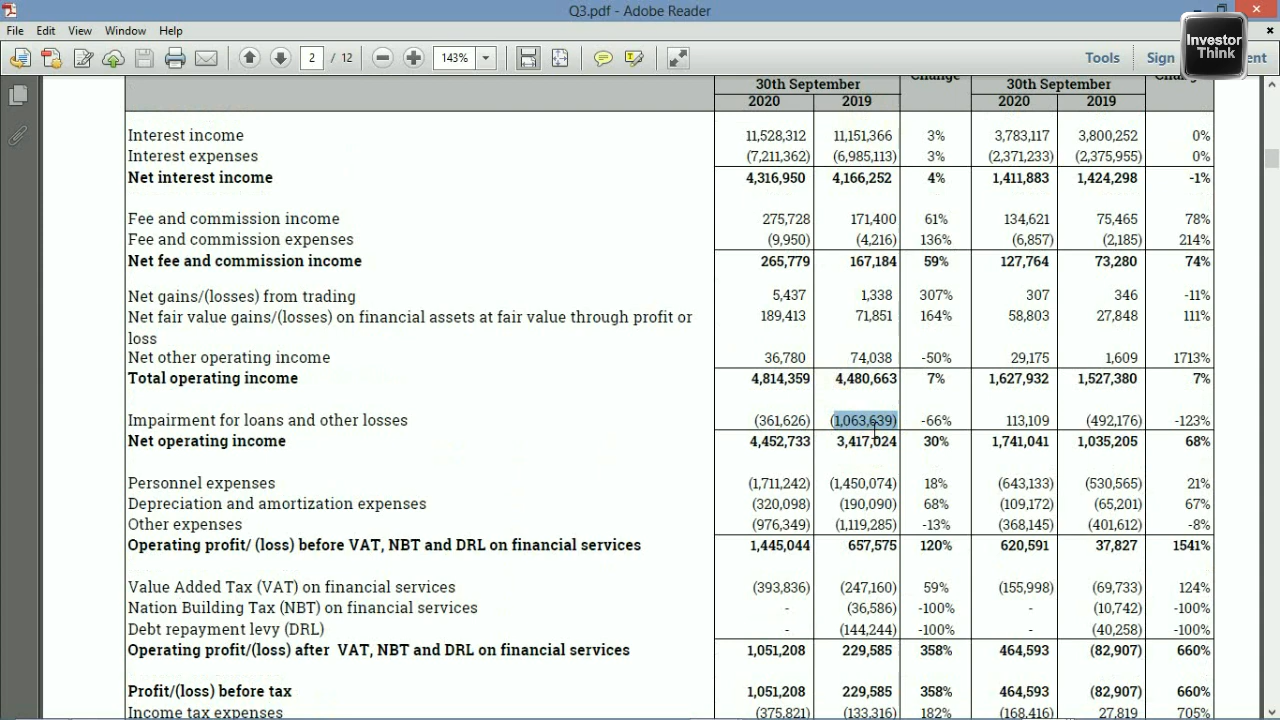 Q3.pdf - Adobe Reader
File Edit View Window Help
Investor
Think
2 / 12 143% Tools Sign
30th September 30th September
2020 2019 2020 2019
Interest income 11,528,312 11,151,366 3% 3,783,117 3,800,252 0%
Interest expenses (7,211,362) (6,985,113) 3% (2,371,233) (2,375,955) 0%
Net interest income 4,316,950 4,166,252 4% 1,411,883 1,424,298 -1%
Fee and commission income 275,728 171,400 61% 134,621 75,465 78%
Fee and commission expenses (9,950) (4,216) 136% (6,857) (2,185) 214%
Net fee and commission income 265,779 167,184 59% 127,764 73,280 74%
Net gains/(losses) from trading 5,437 1,338 307% 307 346 -11%
Net fair value gains/(losses) on financial assets at fair value through profit or 189,413 71,851 164% 58,803 27,848 111%
loss
Net other operating income 36,780 74,038 -50% 29,175 1,609 1713%
Total operating income 4,814,359 4,480,663 7% 1,627,932 1,527,380 7%
Impairment for loans and other losses (361,626) (1,063,639) -66% 113,109 (492,176) -123%
Net operating income 4,452,733 3,417,024 30% 1,741,041 1,035,205 68%
Personnel expenses (1,711,242) (1,450,074) 18% (643,133) (530,565) 21%
Depreciation and amortization expenses (320,098) (190,090) 68% (109,172) (65,201) 67%
Other expenses (976,349) (1,119,285) -13% (368,145) (401,612) -8%
Operating profit/ (loss) before VAT, NBT and DRL on financial services 1,445,044 657,575 120% 620,591 37,827 1541%
Value Added Tax (VAT) on financial services (393,836) (247,160) 59% (155,998) (69,733) 124%
Nation Building Tax (NBT) on financial services - (36,586) -100% - (10,742) -100%
Debt repayment levy (DRL) - (144,244) -100% - (40,258) -100%
Operating profit/(loss) after VAT, NBT and DRL on financial services 1,051,208 229,585 358% 464,593 (82,907) 660%
Profit/(loss) before tax 1,051,208 229,585 358% 464,593 (82,907) 660%
Income tax expenses (375,821) (133,316) 182% (168,416) 27,819 705%